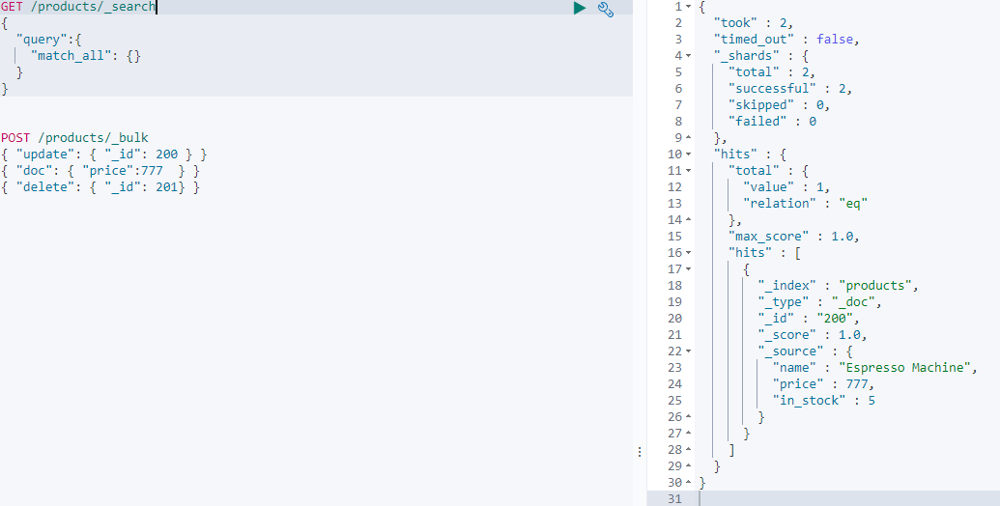 GET /products/_search
{
  "query":{
    "match_all": {}
  }
}
POST /products/_bulk
{ "update": { "_id": 200 } }
{ "doc": { "price":777  } }
{ "delete": { "_id": 201} }
1 {
2   "took" : 2,
3   "timed_out" : false,
4   "_shards" : {
5     "total" : 2,
6     "successful" : 2,
7     "skipped" : 0,
8     "failed" : 0
9   },
10   "hits" : {
11     "total" : {
12       "value" : 1,
13       "relation" : "eq"
14     },
15     "max_score" : 1.0,
16     "hits" : [
17       {
18         "_index" : "products",
19         "_type" : "_doc",
20         "_id" : "200",
21         "_score" : 1.0,
22         "_source" : {
23           "name" : "Espresso Machine",
24           "price" : 777,
25           "in_stock" : 5
26         }
27       }
28     ]
29   }
30 }
31